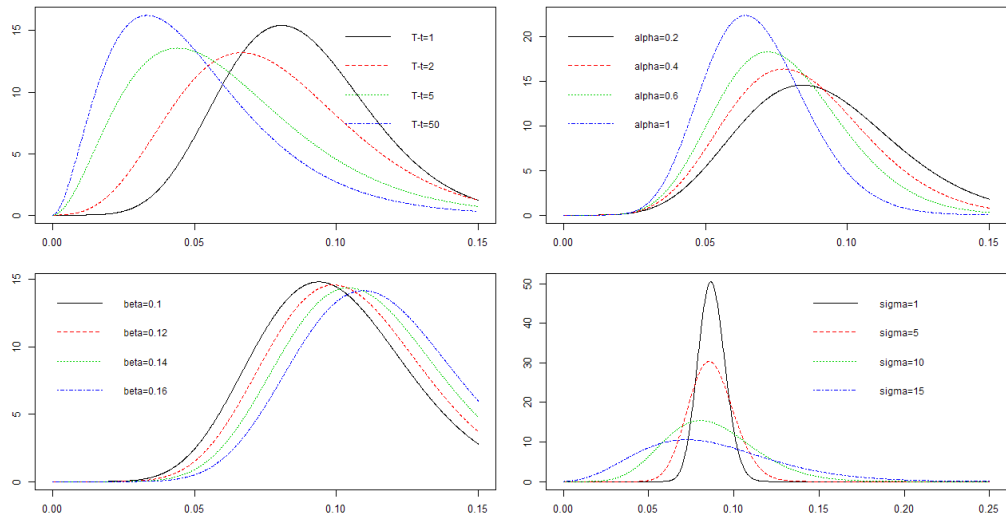 15
10
5
0
T-t=1
T-t=2
T-t=5
T-t=50
0.00 0.05 0.10 0.15
20
15
10
5
0
alpha=0.2
alpha=0.4
alpha=0.6
alpha=1
0.00 0.05 0.10 0.15
15
10
5
0
beta=0.1
beta=0.12
beta=0.14
beta=0.16
0.00 0.05 0.10 0.15
50
40
30
20
10
0
sigma=1
sigma=5
sigma=10
sigma=15
0.00 0.05 0.10 0.15 0.20 0.25